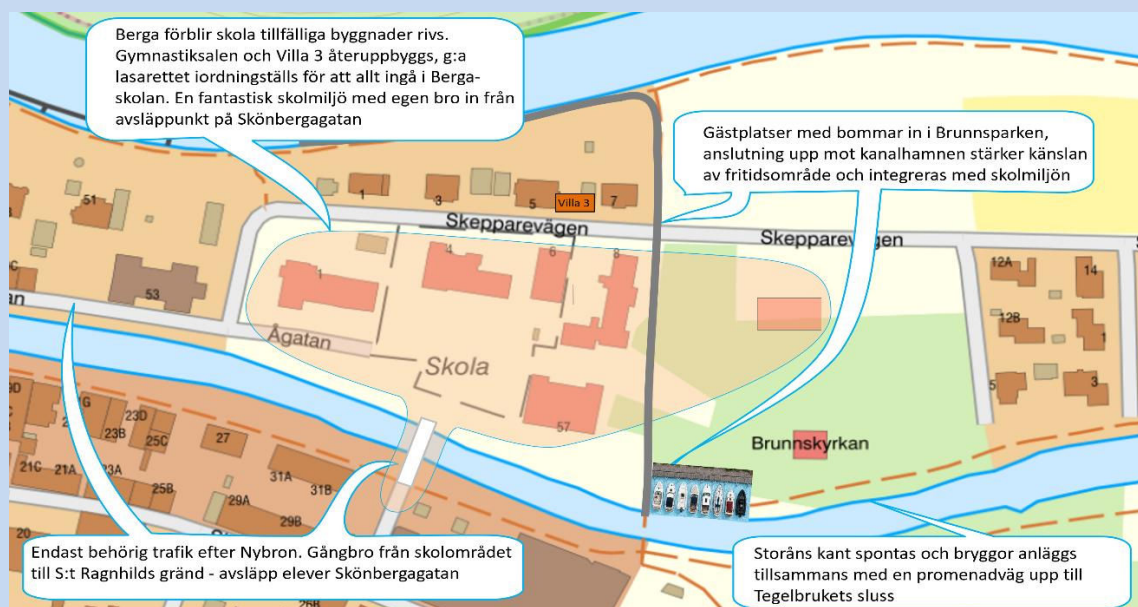 Berga förblir skola tillfälliga byggnader rivs.
Gymnastiksalen och Villa 3 återuppbyggs, g:a
lasarettet iordningställs för att allt ingå i Berga-
skolan. En fantastisk skolmiljö med egen bro in från
avsläppunkt på Skönbergagatan
Gästplatser med bommar in i Brunnsparken,
anslutning upp mot kanalhamnen stärker känslan
av fritidsområde och integreras med skolmiljön
51
1
3
5
Villa 3
7
Skepparevägen
Skepparevägen
S
4
6
8
1
53
an
Ågatan
Skola
57
12A
14
12B
1
5
3
Brunnskyrkan
9D
21G
23D
23B
25C
27
21C
21A
23A
25B
31A
31B
29A
29B
20
26B
Endast behörig trafik efter Nybron. Gångbro från skolområdet
till S:t Ragnhilds gränd - avsläpp elever Skönbergagatan
Storåns kant spontas och bryggor anläggs
tillsammans med en promenadväg upp till
Tegelbrukets sluss